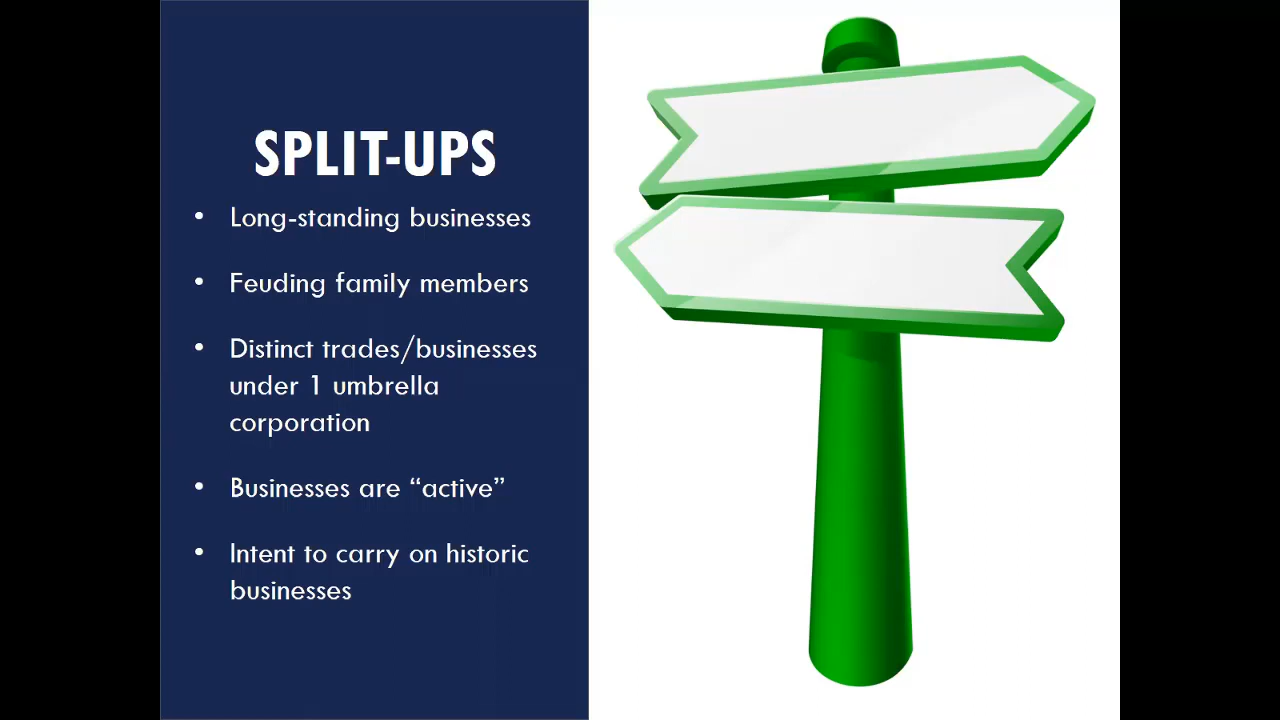 SPLIT-UPS
• Long-standing businesses
• Feuding family members
• Distinct trades/businesses
under 1 umbrella
corporation
• Businesses are “active”
• Intent to carry on historic
businesses